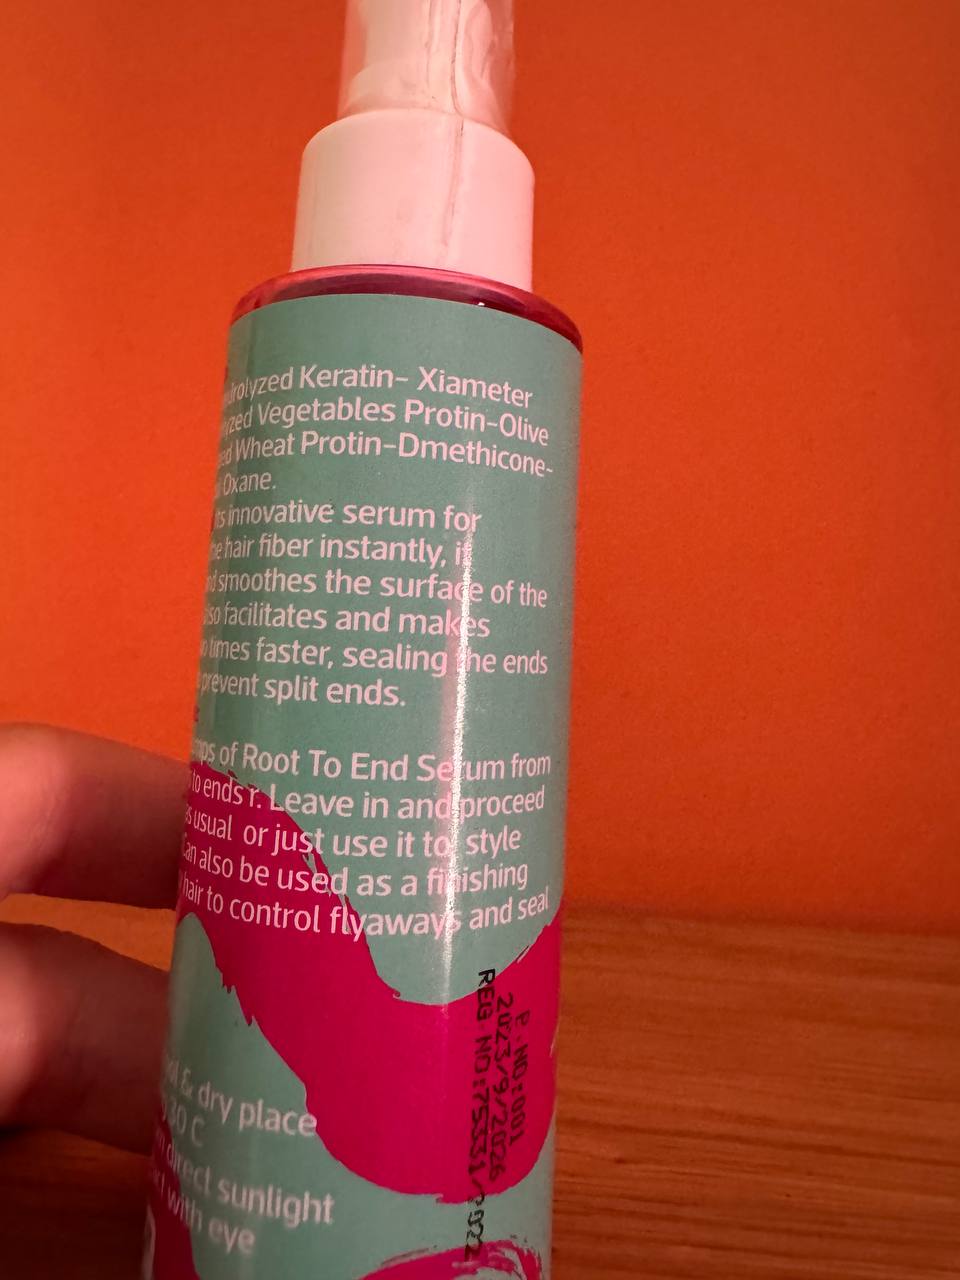 Keratin- Xiameter
Vegetables Protin-Olive
Wheat Protin-Dmethicone-
Oxane.
innovative serum for
hair fiber instantly, it
smoothes the surface of the
facilitates and makes
times faster, sealing the ends
prevent split ends.
of Root To End Serum from
to ends r. Leave in and proceed
as usual or just use it to style
Can also be used as a finishing
hair to control flyaways and seal
& dry place
30 C
direct sunlight
with eye
P. NO:001
2023/9/2026
REG NO:75331/2022